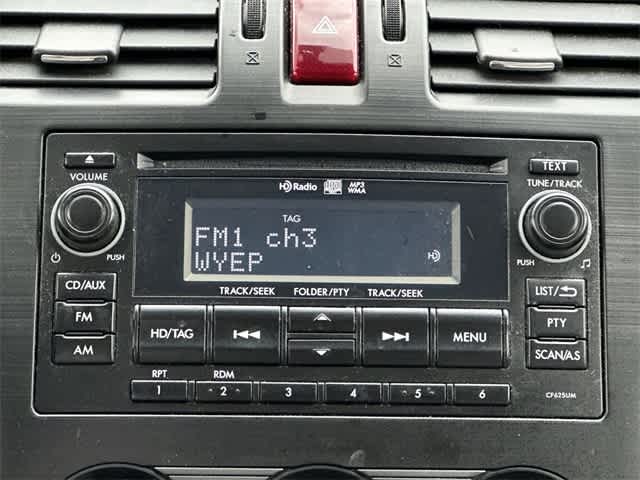 TEXT
VOLUME
HD Radio
MP3
WMA
TUNE/TRACK
TAG
FM1 ch3
WYEP
HD
PUSH
PUSH
TRACK/SEEK FOLDER/PTY TRACK/SEEK
CD/AUX
LIST/
FM
HD/TAG
MENU
PTY
AM
SCAN/A.S
RPT RDM
1 2 3 4 5 6
CF625UM